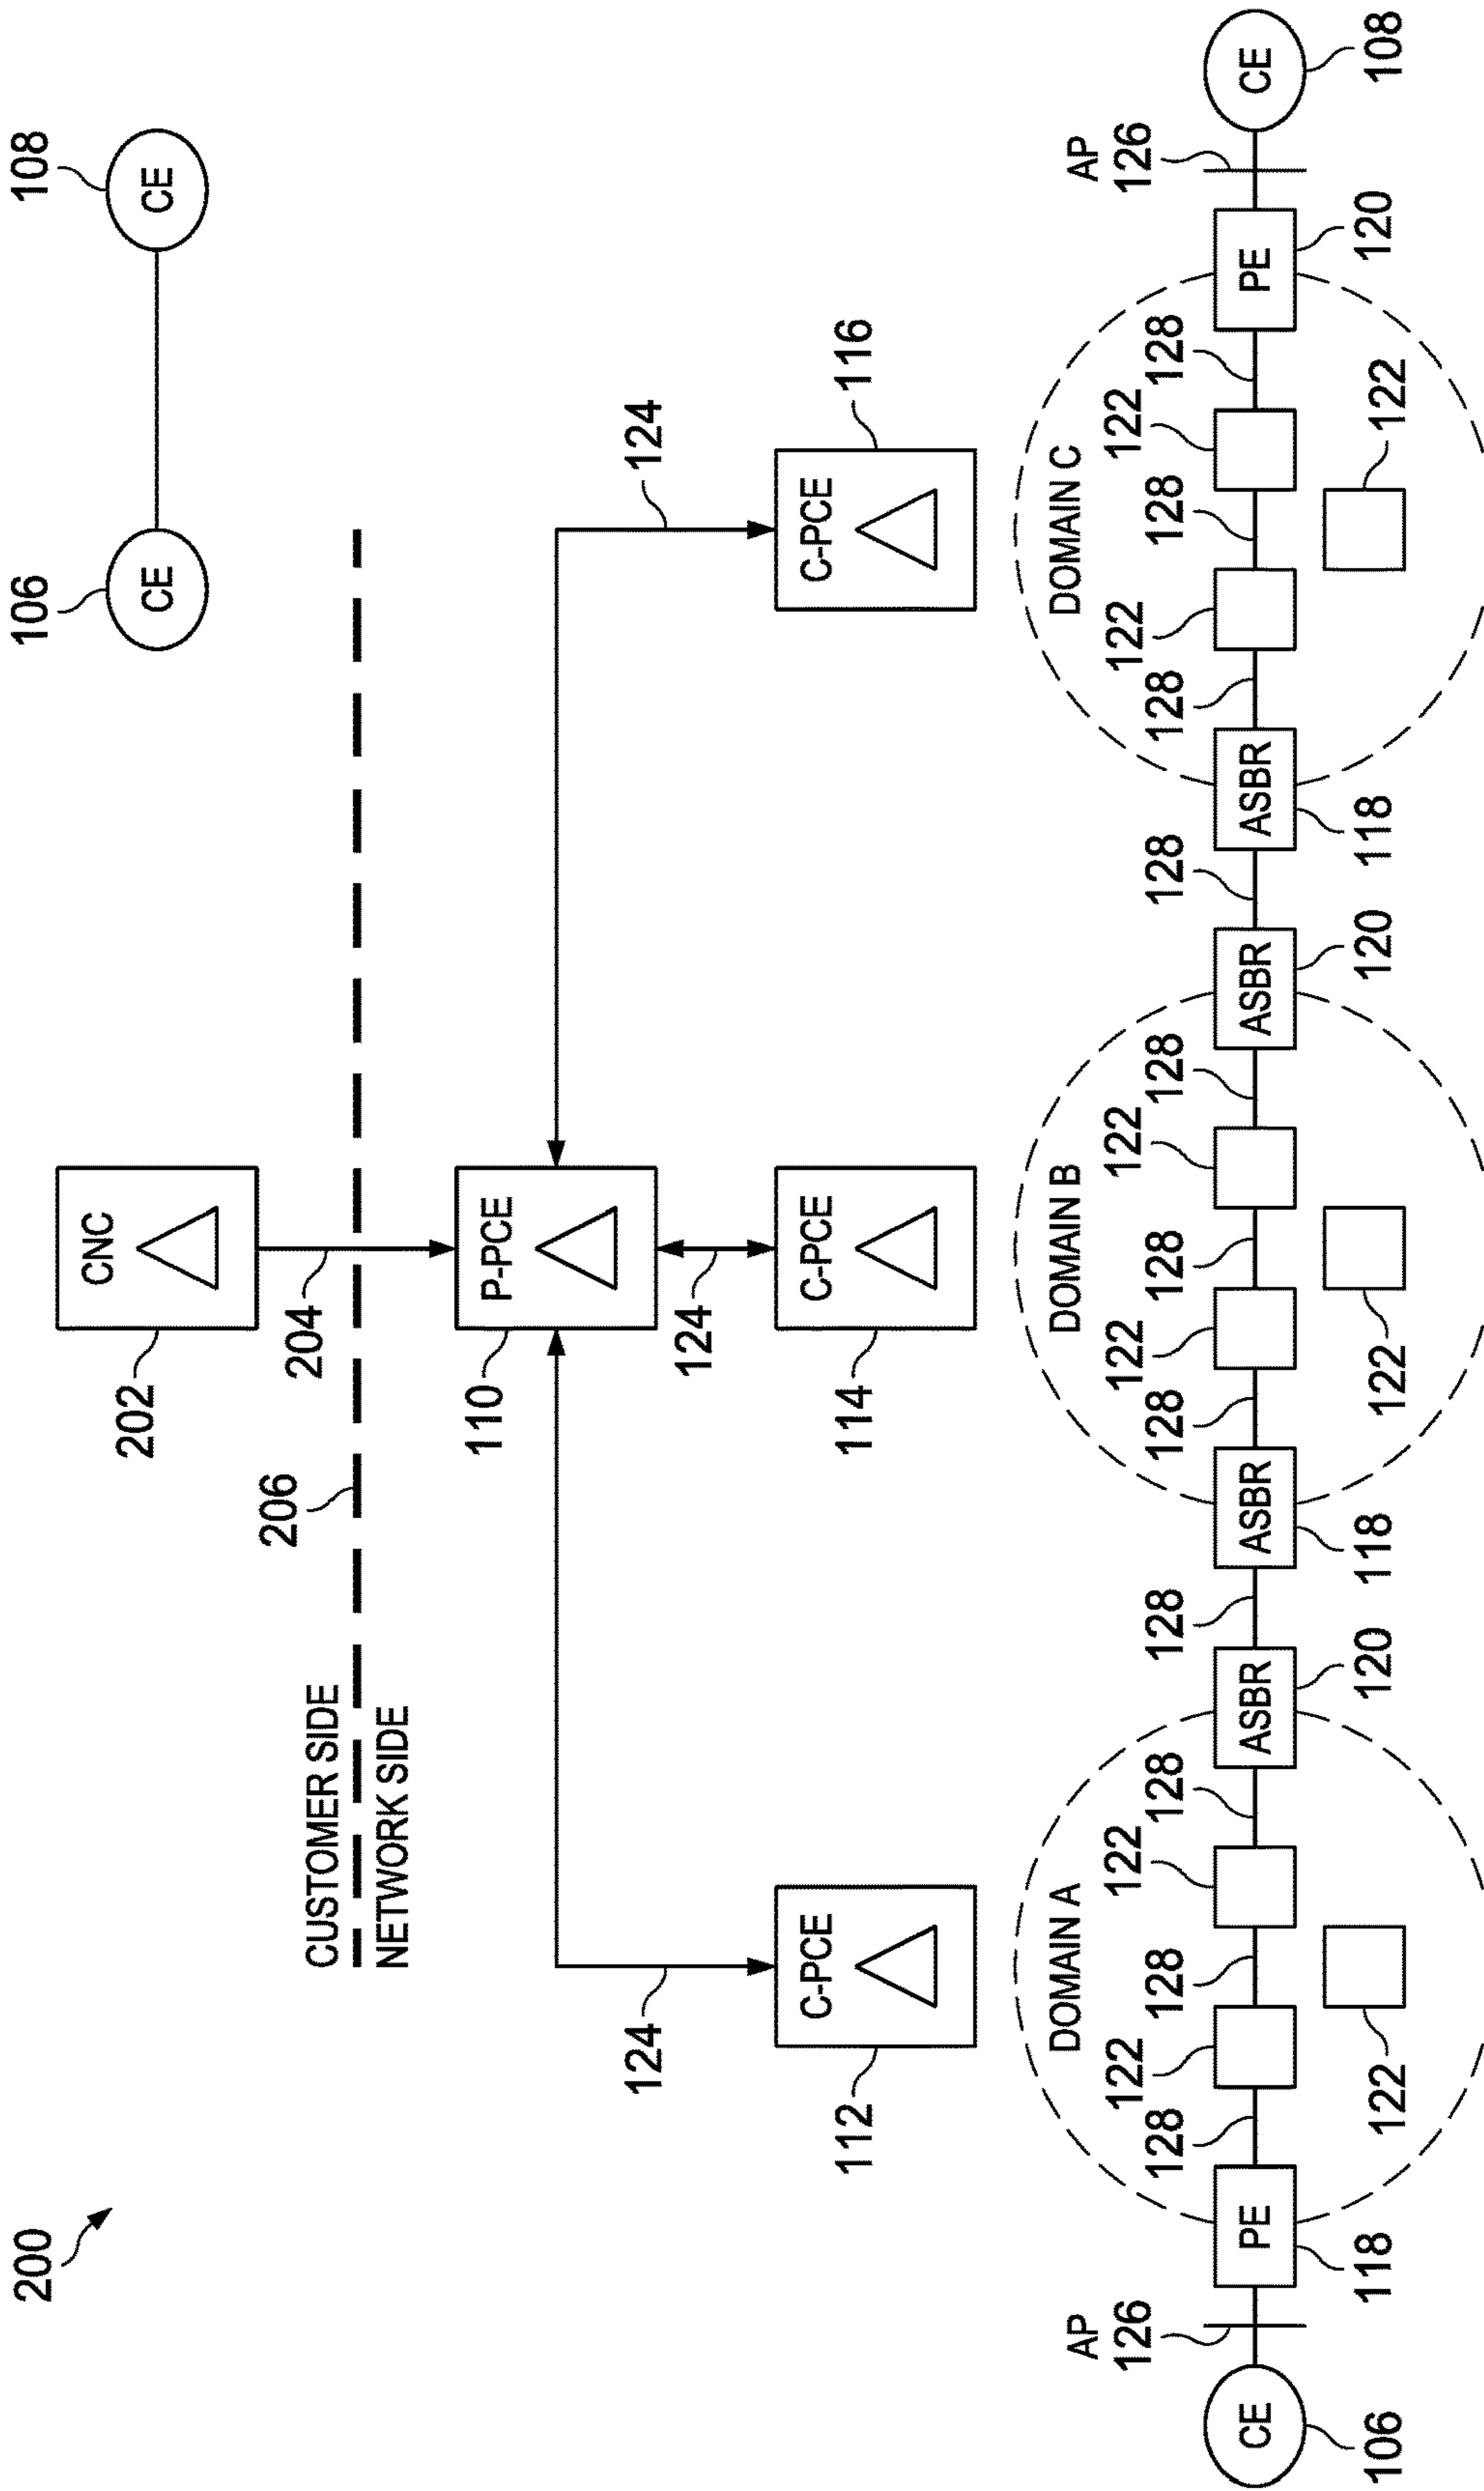 200
202
CNC
204
106
CE
CE
108
206
CUSTOMER SIDE
NETWORK SIDE
110
P-PCE
124
124
124
112
C-PCE
114
C-PCE
C-PCE
116
DOMAIN A
DOMAIN B
DOMAIN C
AP
126
128
122
128
122
128
128
128
122
128
122
128
128
128
122
128
122
128
AP
126
CE
PE
ASBR
ASBR
ASBR
ASBR
PE
CE
106
118
122
120
118
122
120
118
122
120
108